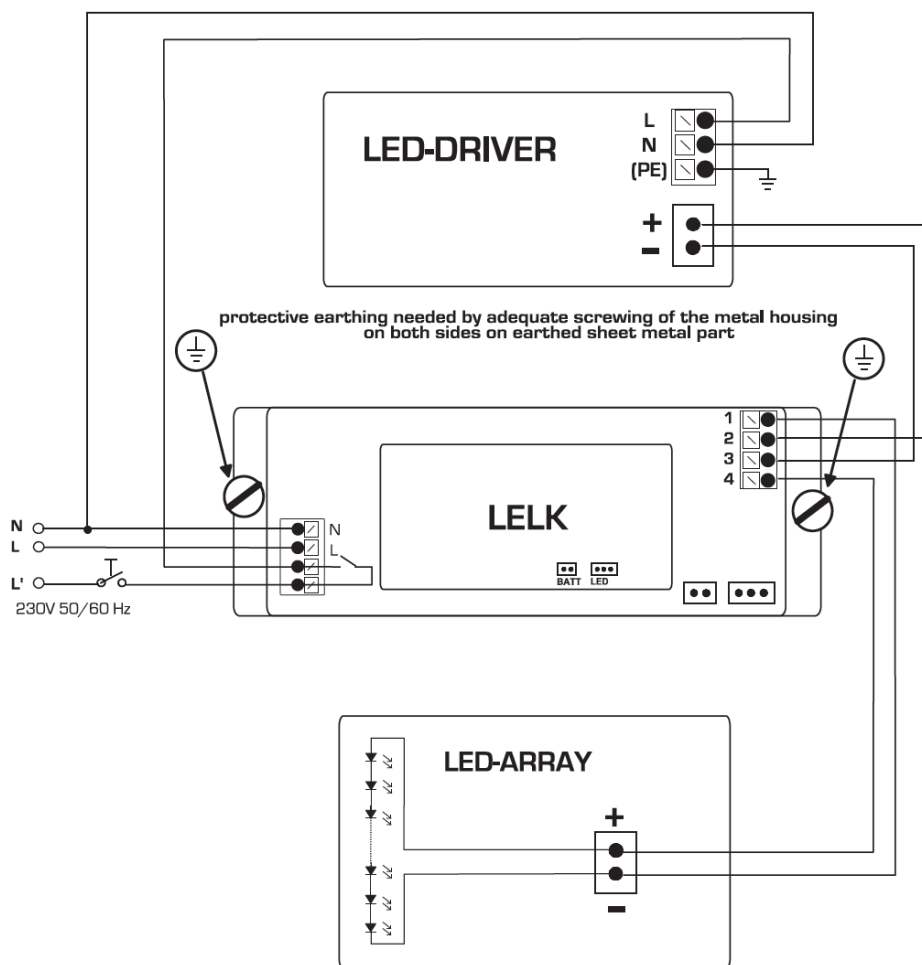 LED-DRIVER
L
N
(PE)
+
−
protective earthing needed by adequate screwing of the metal housing
on both sides on earthed sheet metal part
1
2
3
4
LELK
N
L
BATT LED
N
L
L'
230V 50/60 Hz
LED-ARRAY
+
−